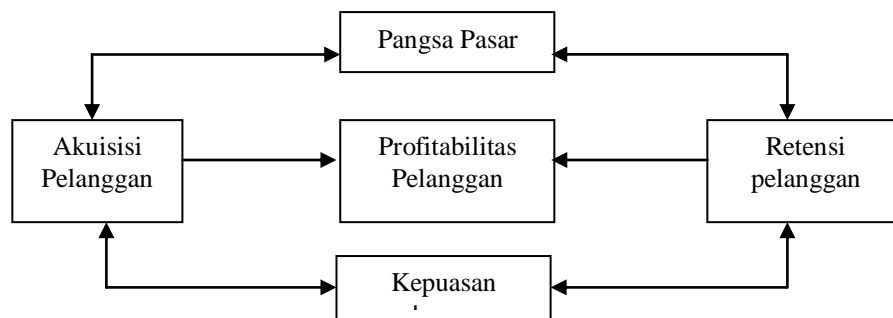 Pangsa Pasar
Akuisisi
Pelanggan
Profitabilitas
Pelanggan
Retensi
pelanggan
Kepuasan